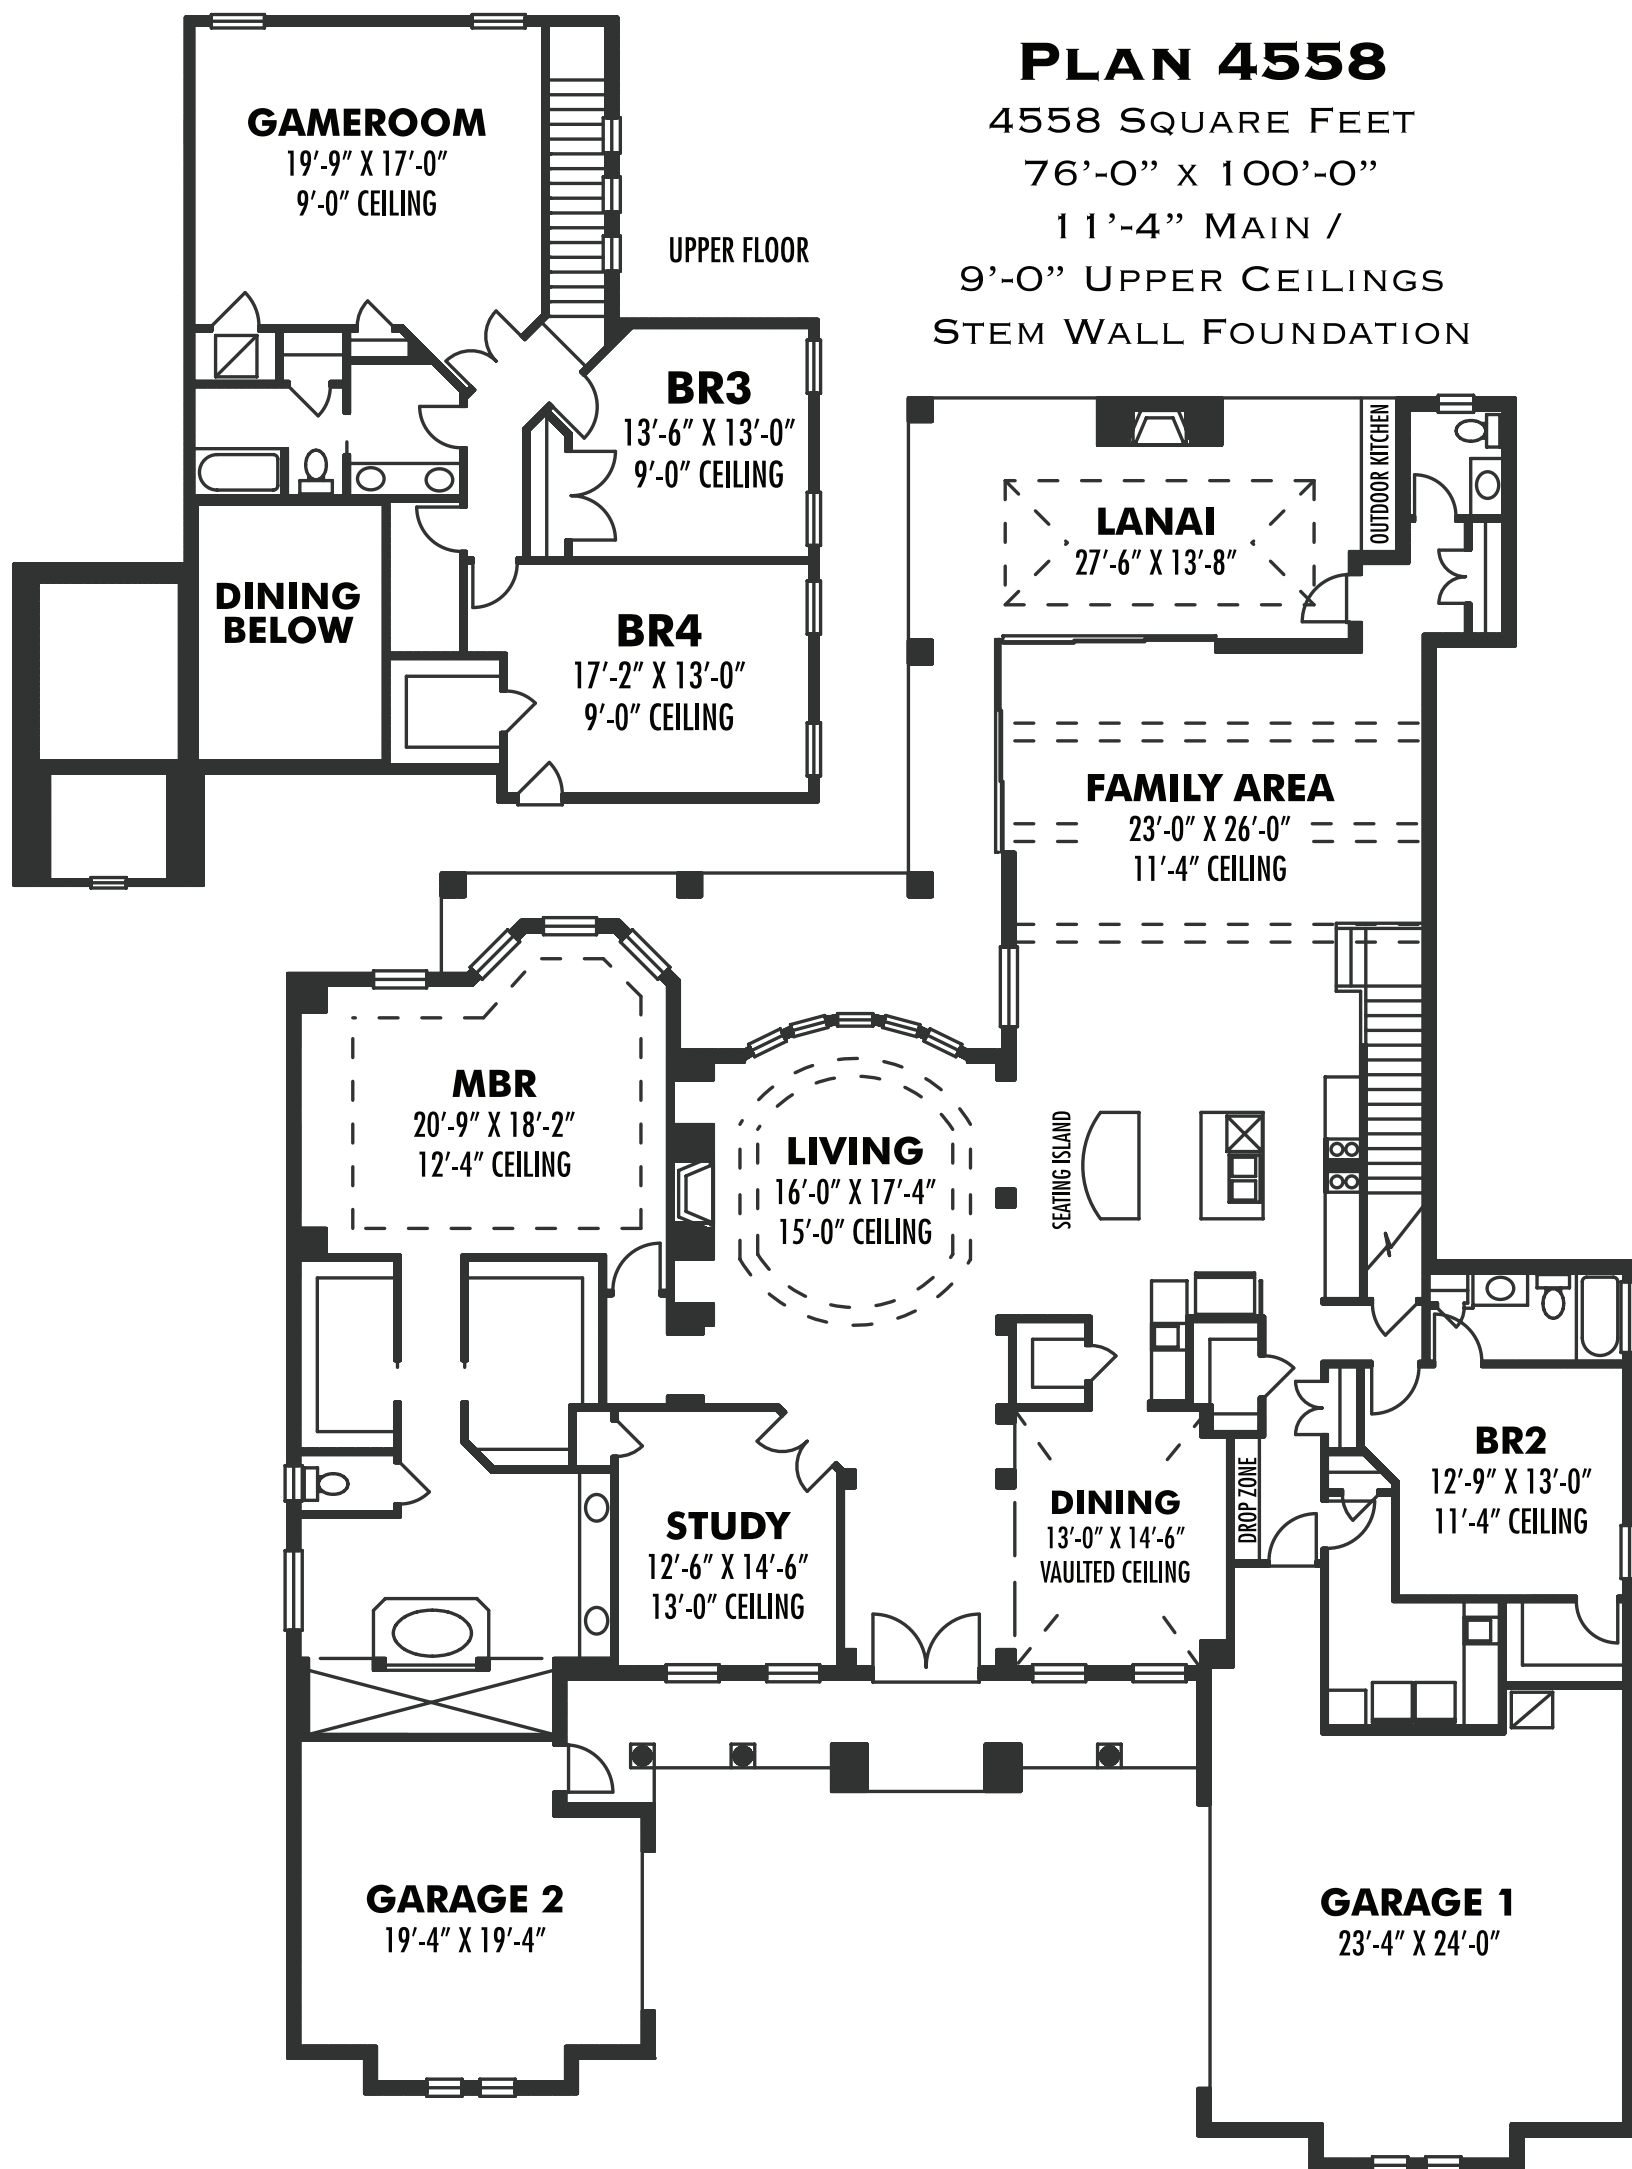 PLAN 4558
4558 SQUARE FEET
76'-0" X 100'-0"
11'-4" MAIN /
9'-0" UPPER CEILINGS
STEM WALL FOUNDATION
GAMEROOM
19'-9" X 17'-0"
9'-0" CEILING
UPPER FLOOR
BR3
13'-6" X 13'-0"
9'-0" CEILING
DINING
BELOW
BR4
17'-2" X 13'-0"
9'-0" CEILING
OUTDOOR KITCHEN
LANAI
27'-6" X 13'-8"
FAMILY AREA
23'-0" X 26'-0"
11'-4" CEILING
MBR
20'-9" X 18'-2"
12'-4" CEILING
LIVING
16'-0" X 17'-4"
15'-0" CEILING
SEATING ISLAND
STUDY
12'-6" X 14'-6"
13'-0" CEILING
DINING
13'-0" X 14'-6"
VAULTED CEILING
DROP ZONE
BR2
12'-9" X 13'-0"
11'-4" CEILING
GARAGE 2
19'-4" X 19'-4"
GARAGE 1
23'-4" X 24'-0"